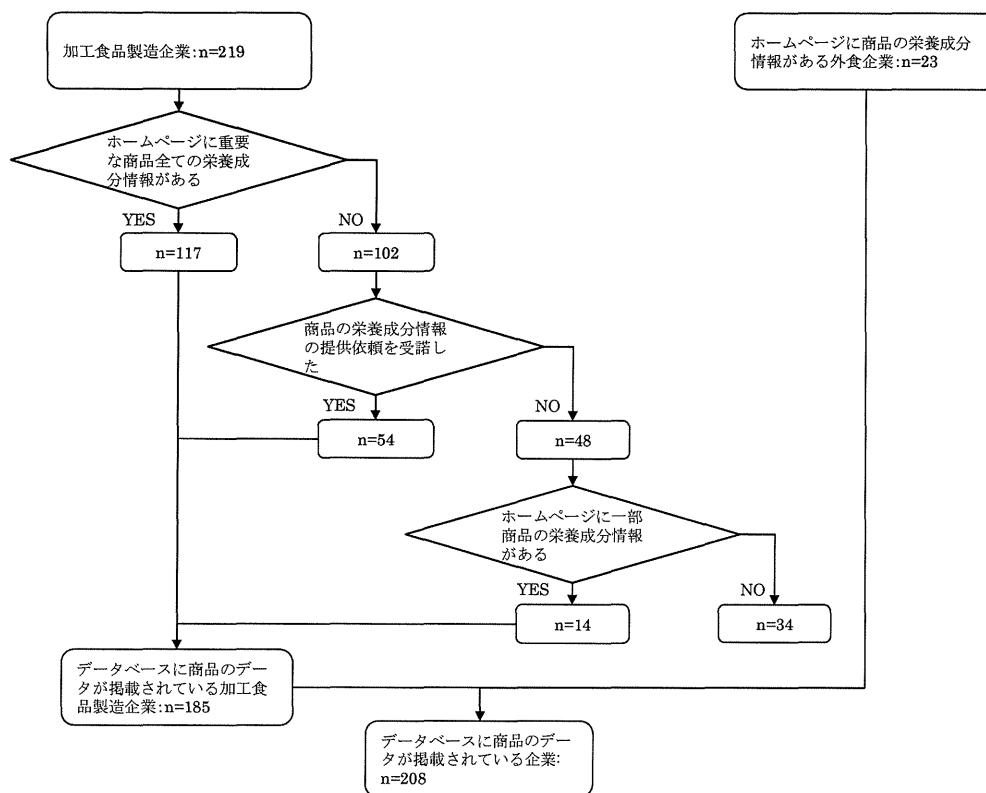 加工食品製造企業:n=219
ホームページに商品の栄養成分
情報がある外食企業:n=23
ホームページに重要
な商品全ての栄養成
分情報がある
YES
NO
n=117
n=102
商品の栄養成分情報
の提供依頼を受諾し
た
YES
NO
n=54
n=48
ホームページに一部
商品の栄養成分情報
がある
YES
NO
n=14
n=34
データベースに商品のデー
タが掲載されている加工食
品製造企業:n=185
データベースに商品のデー
タが掲載されている企業:
n=208